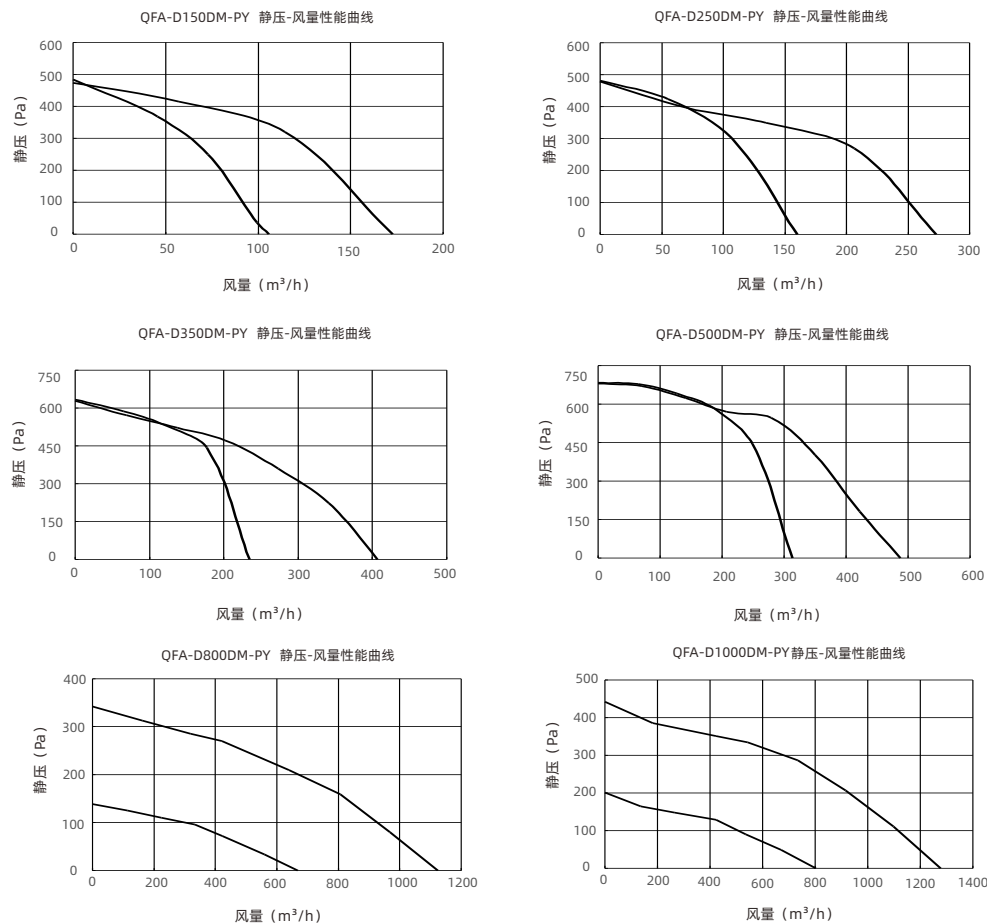 QFA-D150DM-PY 静压-风量性能曲线
600
500
400
300
200
100
0
静压（Pa）
0 50 100 150 200
风量（m³/h）
QFA-D250DM-PY 静压-风量性能曲线
600
500
400
300
200
100
0
静压（Pa）
0 50 100 150 200 250 300
风量（m³/h）
QFA-D350DM-PY 静压-风量性能曲线
750
600
450
300
150
0
静压（Pa）
0 100 200 300 400 500
风量（m³/h）
QFA-D500DM-PY 静压-风量性能曲线
750
600
450
300
150
0
静压（Pa）
0 100 200 300 400 500 600
风量（m³/h）
QFA-D800DM-PY 静压-风量性能曲线
400
300
200
100
0
静压（Pa）
0 200 400 600 800 1000 1200
风量（m³/h）
QFA-D1000DM-PY静压-风量性能曲线
500
400
300
200
100
0
静压（Pa）
0 200 400 600 800 1000 1200 1400
风量（m³/h）